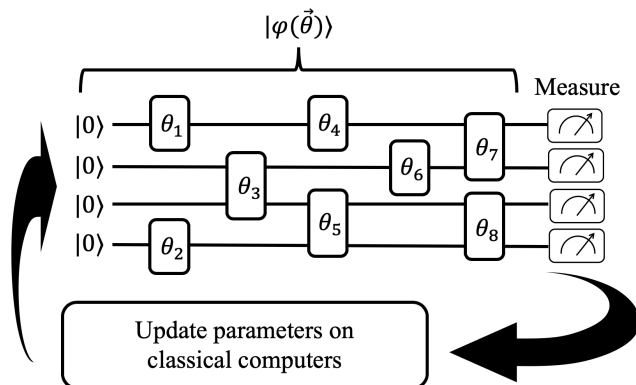 |φ(θ⃗)⟩
Measure
|0⟩ θ₁ θ₄ θ₇
|0⟩ θ₃ θ₆
|0⟩ θ₅ θ₈
|0⟩ θ₂
Update parameters on
classical computers